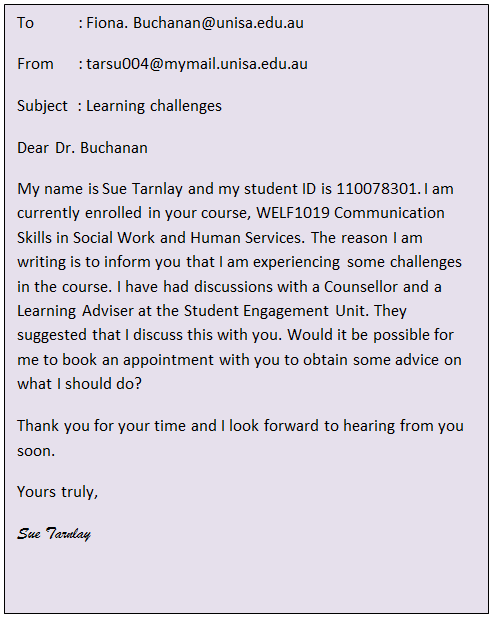 To : Fiona. Buchanan@unisa.edu.au
From : tarsu004@mymail.unisa.edu.au
Subject : Learning challenges
Dear Dr. Buchanan
My name is Sue Tarnlay and my student ID is 110078301. I am
currently enrolled in your course, WELF1019 Communication
Skills in Social Work and Human Services. The reason I am
writing is to inform you that I am experiencing some challenges
in the course. I have had discussions with a Counsellor and a
Learning Adviser at the Student Engagement Unit. They
suggested that I discuss this with you. Would it be possible for
me to book an appointment with you to obtain some advice on
what I should do?
Thank you for your time and I look forward to hearing from you
soon.
Yours truly,
Sue Tarnlay